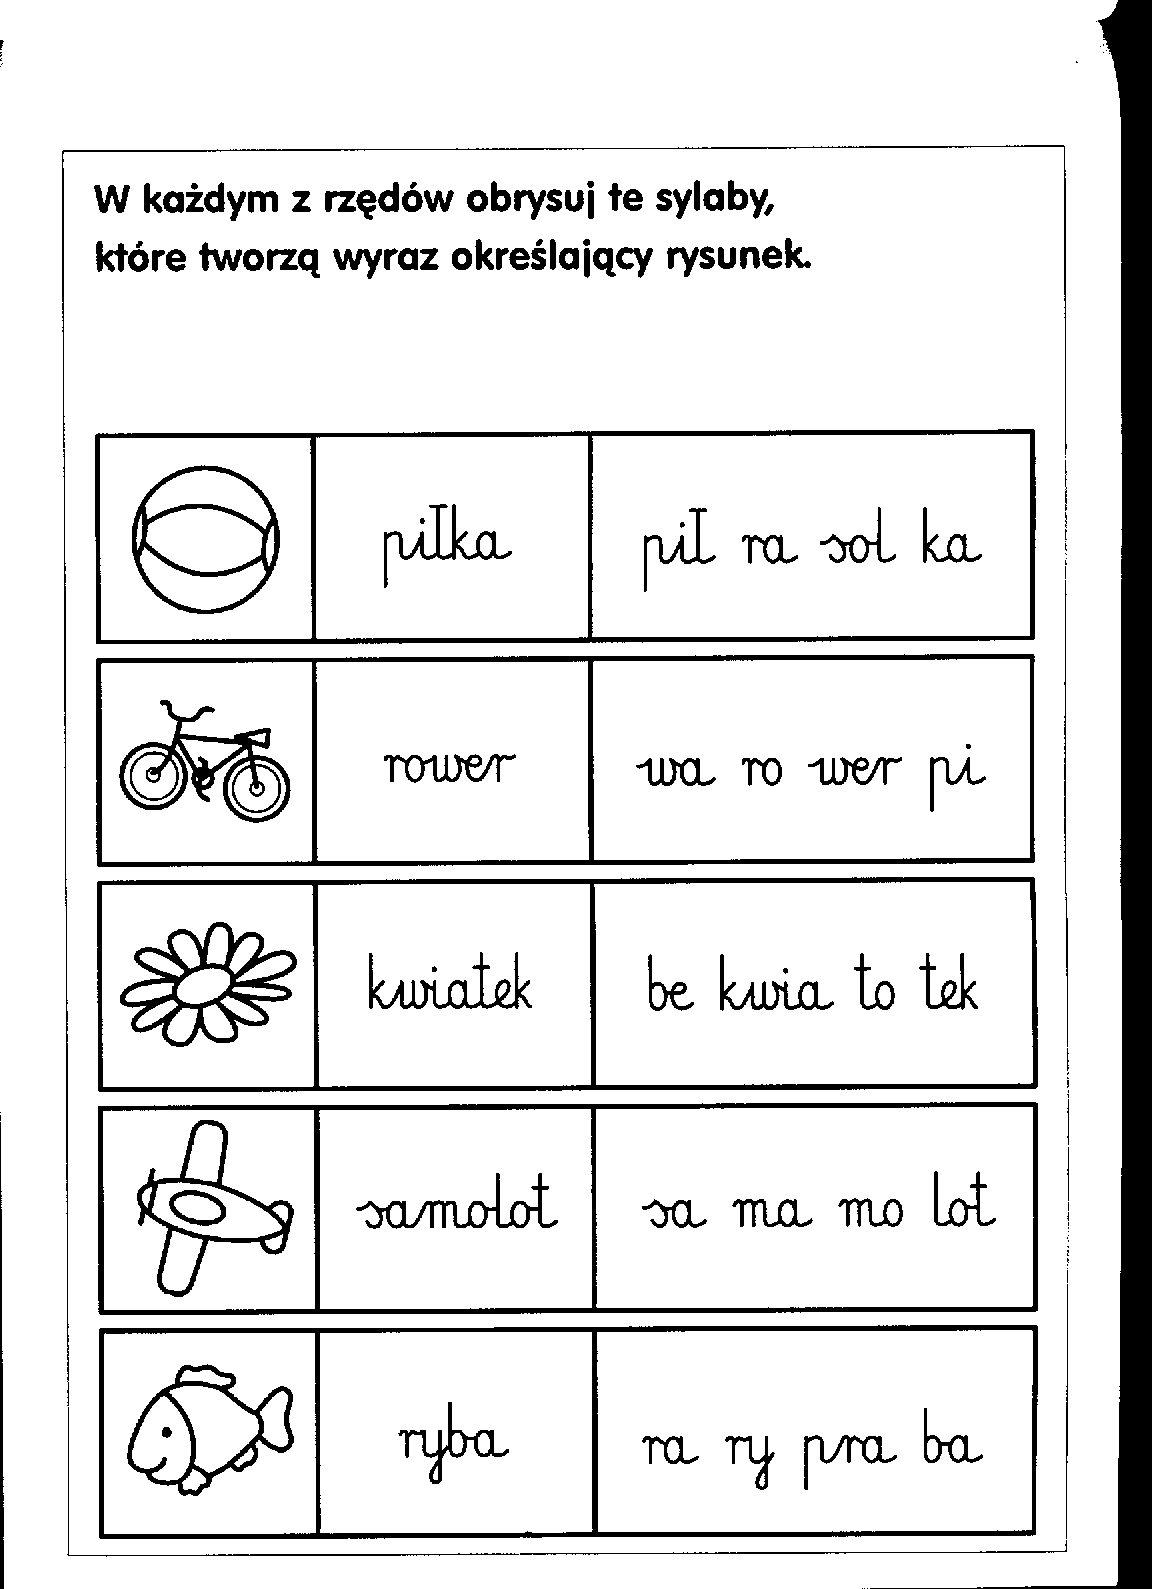 W każdym z rzędów obrysuj te sylaby,
które tworzą wyraz określający rysunek.
piłka pił ra sol ka
rower wa ro wer pi
kwiatek be kwia to tek
samolot sa ma mo lot
ryba ra ry pra ba